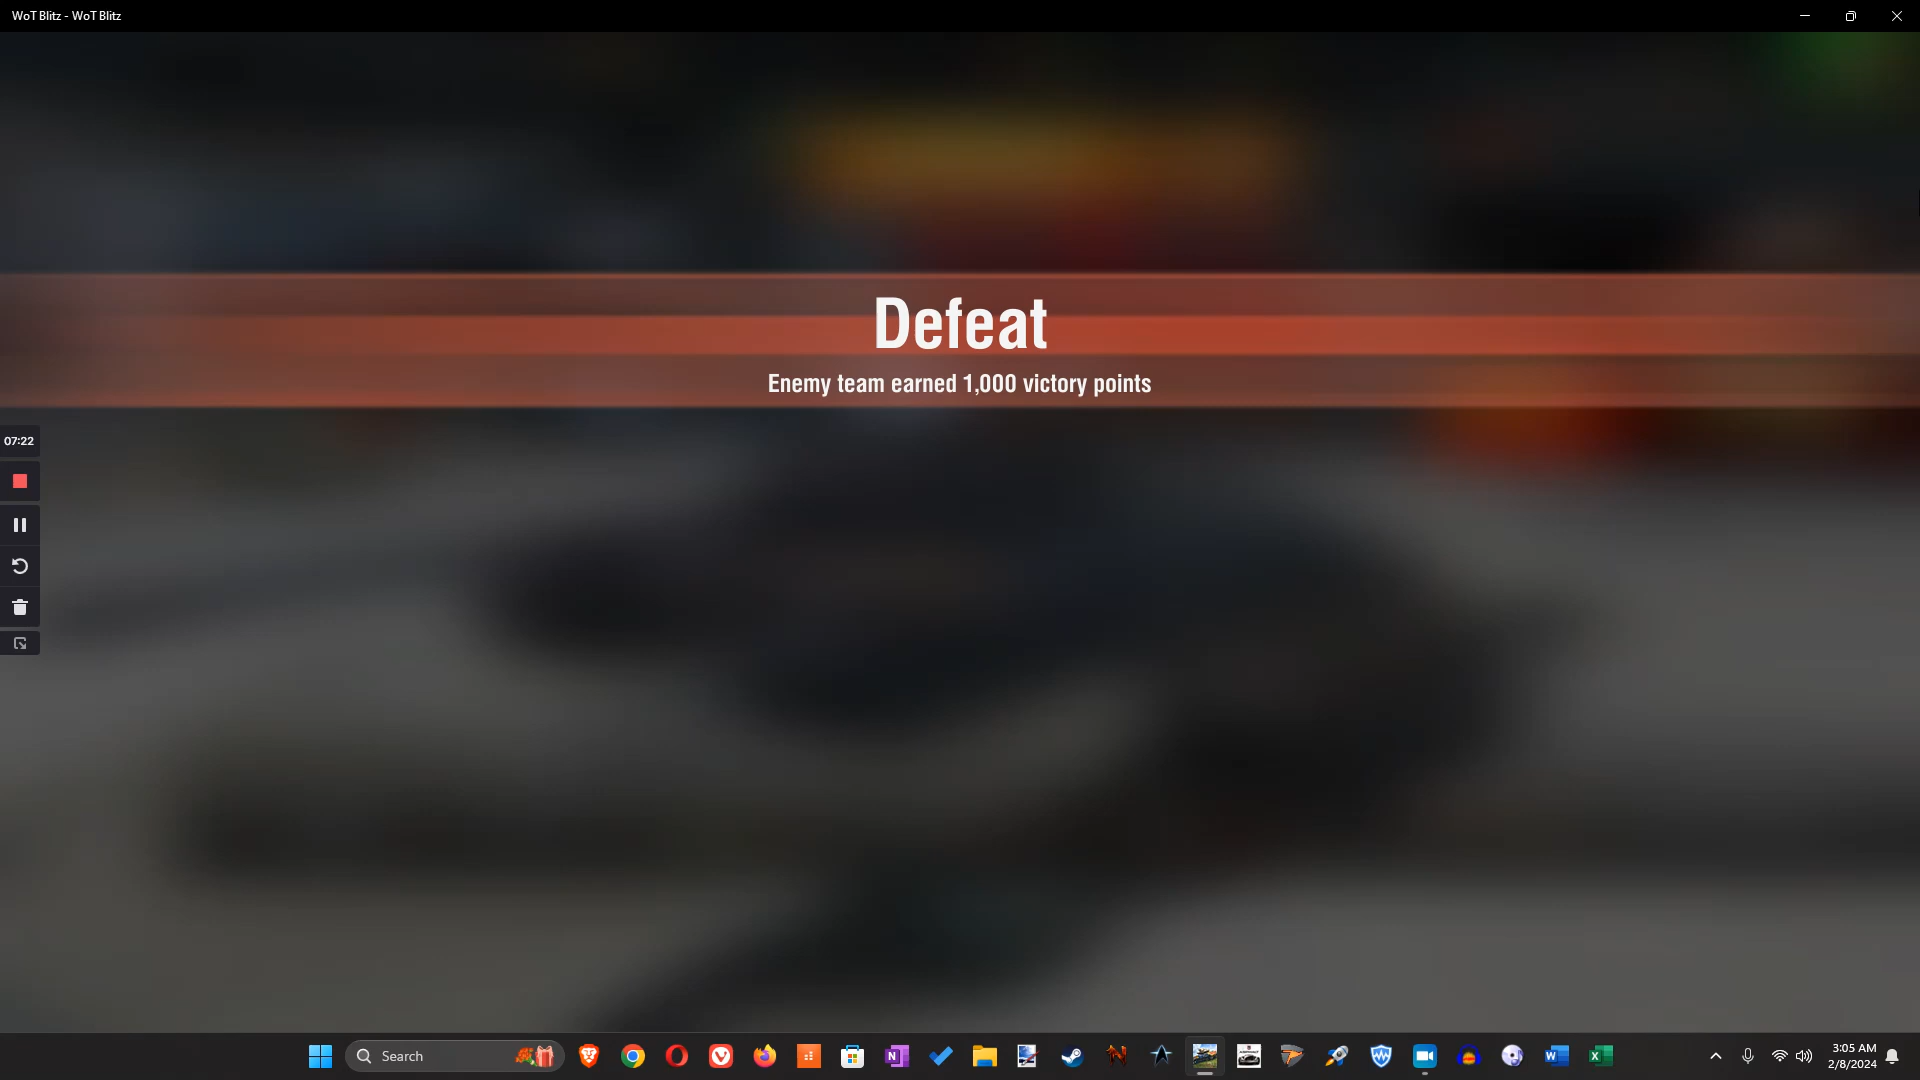 WoT Blitz - WoT Blitz
Defeat
Enemy team earned 1,000 victory points
07:22
Search
3:05 AM
2/8/2024